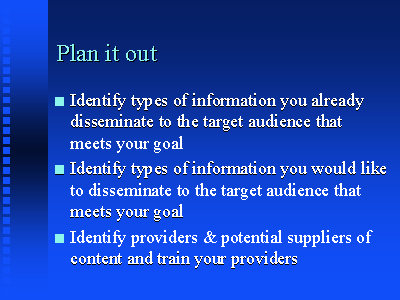 Plan it out
Identify types of information you already
disseminate to the target audience that
meets your goal
Identify types of information you would like
to disseminate to the target audience that
meets your goal
Identify providers & potential suppliers of
content and train your providers